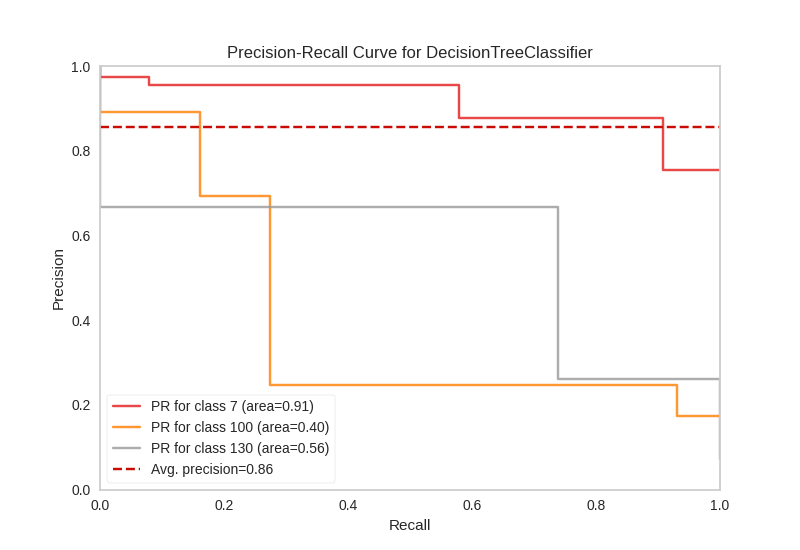 Precision-Recall Curve for DecisionTreeClassifier
1.0
0.8
0.6
0.4
0.2
0.0
Precision
PR for class 7 (area=0.91)
PR for class 100 (area=0.40)
PR for class 130 (area=0.56)
Avg. precision=0.86
0.0 0.2 0.4 0.6 0.8 1.0
Recall